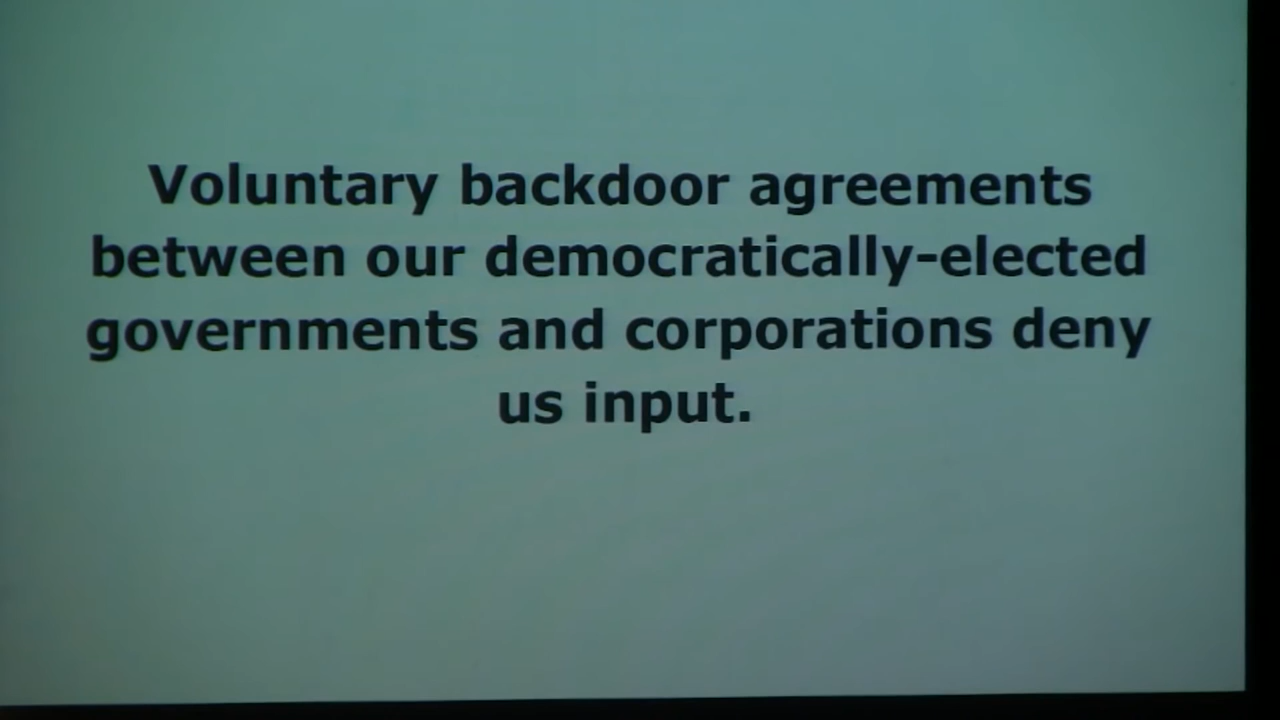 Voluntary backdoor agreements
between our democratically-elected
governments and corporations deny
us input.